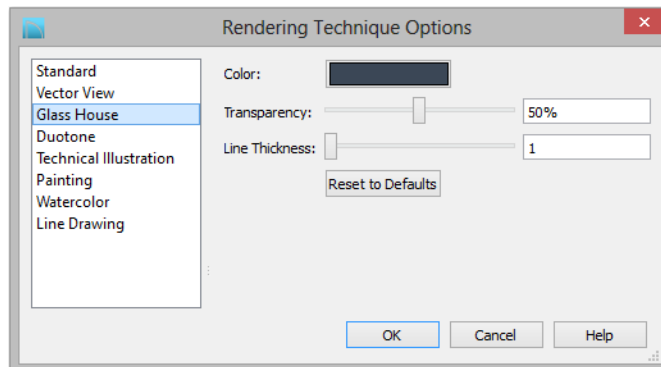 Rendering Technique Options
Standard
Vector View
Glass House
Duotone
Technical Illustration
Painting
Watercolor
Line Drawing
Color:
Transparency: 50%
Line Thickness: 1
Reset to Defaults
OK Cancel Help